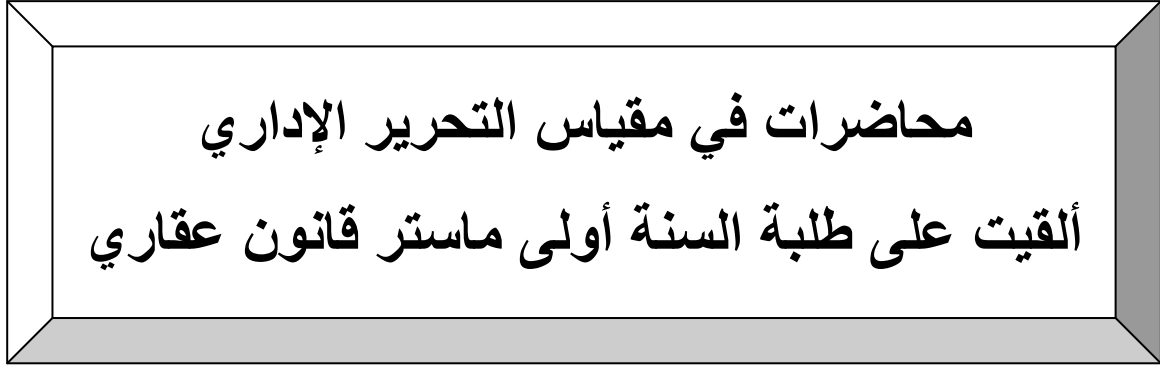 محاضرات في مقياس التحرير الإداري
ألقيت على طلبة السنة أولى ماستر قانون عقاري